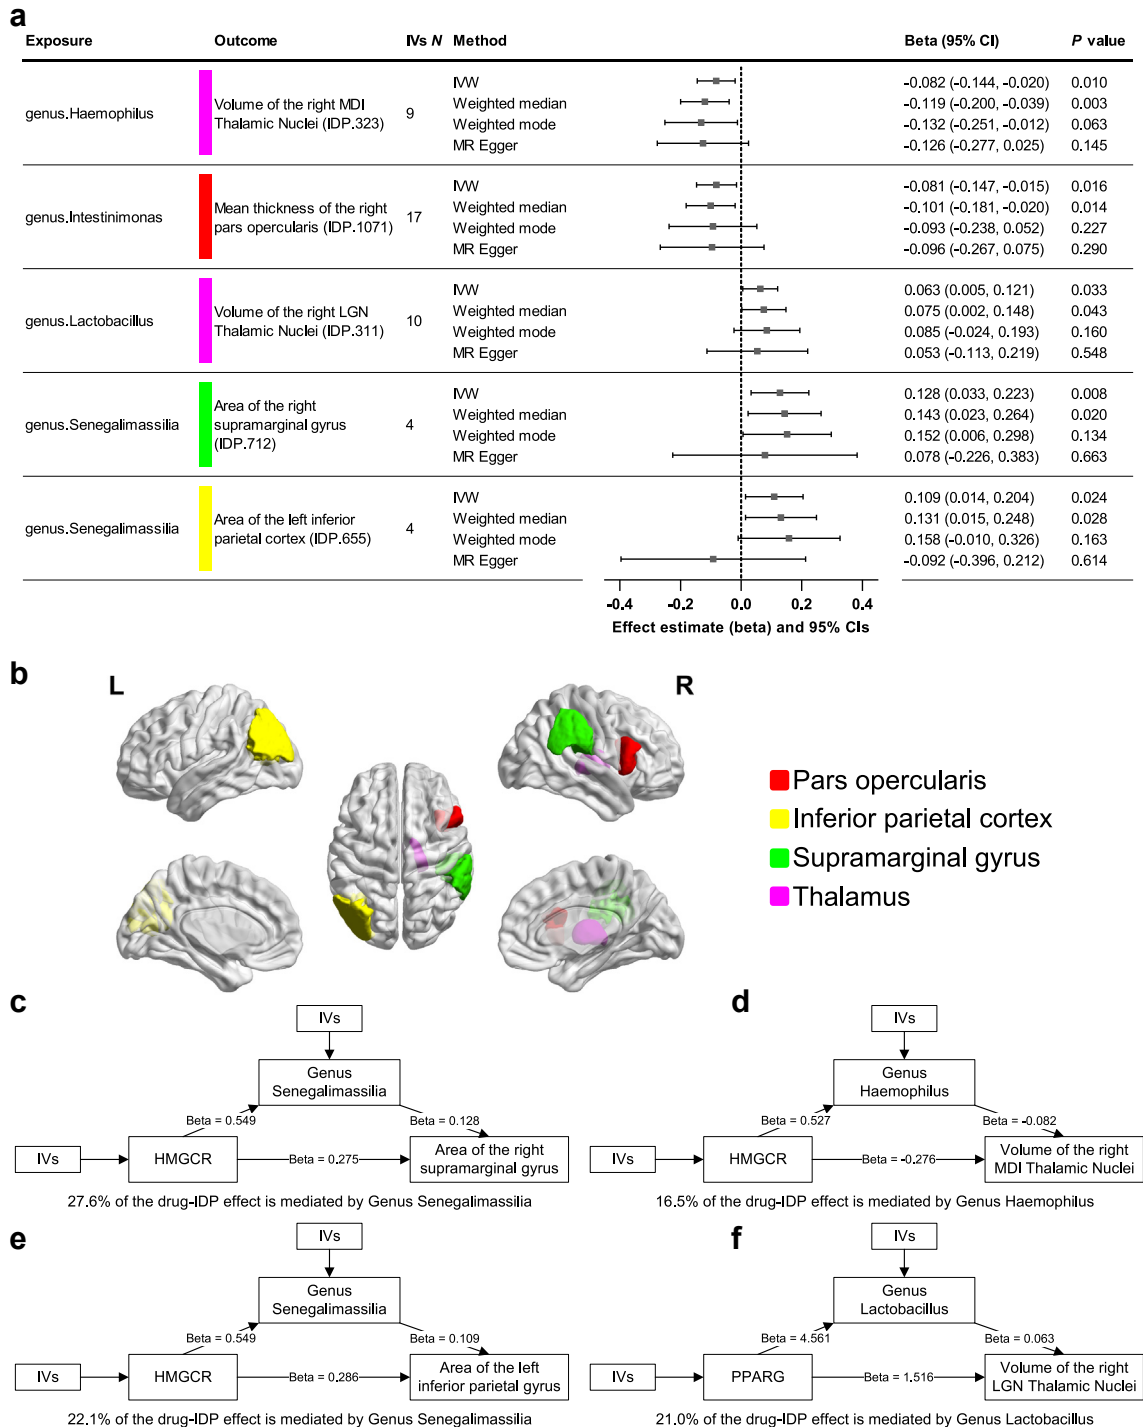 a
Exposure Outcome IVs N Method Beta (95% CI) P value
genus.Haemophilus
Volume of the right MDI
Thalamic Nuclei (IDP.323)
9
IVW -0.082 (-0.144, -0.020) 0.010
Weighted median -0.119 (-0.200, -0.039) 0.003
Weighted mode -0.132 (-0.251, -0.012) 0.063
MR Egger -0.126 (-0.277, 0.025) 0.145
genus.Intestinimonas
Mean thickness of the right
pars opercularis (IDP.1071)
17
IVW -0.081 (-0.147, -0.015) 0.016
Weighted median -0.101 (-0.181, -0.020) 0.014
Weighted mode -0.093 (-0.238, 0.052) 0.227
MR Egger -0.096 (-0.267, 0.075) 0.290
genus.Lactobacillus
Volume of the right LGN
Thalamic Nuclei (IDP.311)
10
IVW 0.063 (0.005, 0.121) 0.033
Weighted median 0.075 (0.002, 0.148) 0.043
Weighted mode 0.085 (-0.024, 0.193) 0.160
MR Egger 0.053 (-0.113, 0.219) 0.548
genus.Senegalimassilia
Area of the right
supramarginal gyrus
(IDP.712)
4
IVW 0.128 (0.033, 0.223) 0.008
Weighted median 0.143 (0.023, 0.264) 0.020
Weighted mode 0.152 (0.006, 0.298) 0.134
MR Egger 0.078 (-0.226, 0.383) 0.663
genus.Senegalimassilia
Area of the left inferior
parietal cortex (IDP.655)
4
IVW 0.109 (0.014, 0.204) 0.024
Weighted median 0.131 (0.015, 0.248) 0.028
Weighted mode 0.158 (-0.010, 0.326) 0.163
MR Egger -0.092 (-0.396, 0.212) 0.614
-0.4 -0.2 0.0 0.2 0.4
Effect estimate (beta) and 95% CIs
b
L R
Pars opercularis
Inferior parietal cortex
Supramarginal gyrus
Thalamus
c
IVs
Genus
Senegalimassilia
Beta = 0.549 Beta = 0.128
IVs HMGCR Beta = 0.275
Area of the right
supramarginal gyrus
27.6% of the drug-IDP effect is mediated by Genus Senegalimassilia
d
IVs
Genus
Haemophilus
Beta = 0.527 Beta = -0.082
IVs HMGCR Beta = -0.276
Volume of the right
MDI Thalamic Nuclei
16.5% of the drug-IDP effect is mediated by Genus Haemophilus
e
IVs
Genus
Senegalimassilia
Beta = 0.549 Beta = 0.109
IVs HMGCR Beta = 0.286
Area of the left
inferior parietal gyrus
22.1% of the drug-IDP effect is mediated by Genus Senegalimassilia
f
IVs
Genus
Lactobacillus
Beta = 4.561 Beta = 0.063
IVs PPARG Beta = 1.516
Volume of the right
LGN Thalamic Nuclei
21.0% of the drug-IDP effect is mediated by Genus Lactobacillus